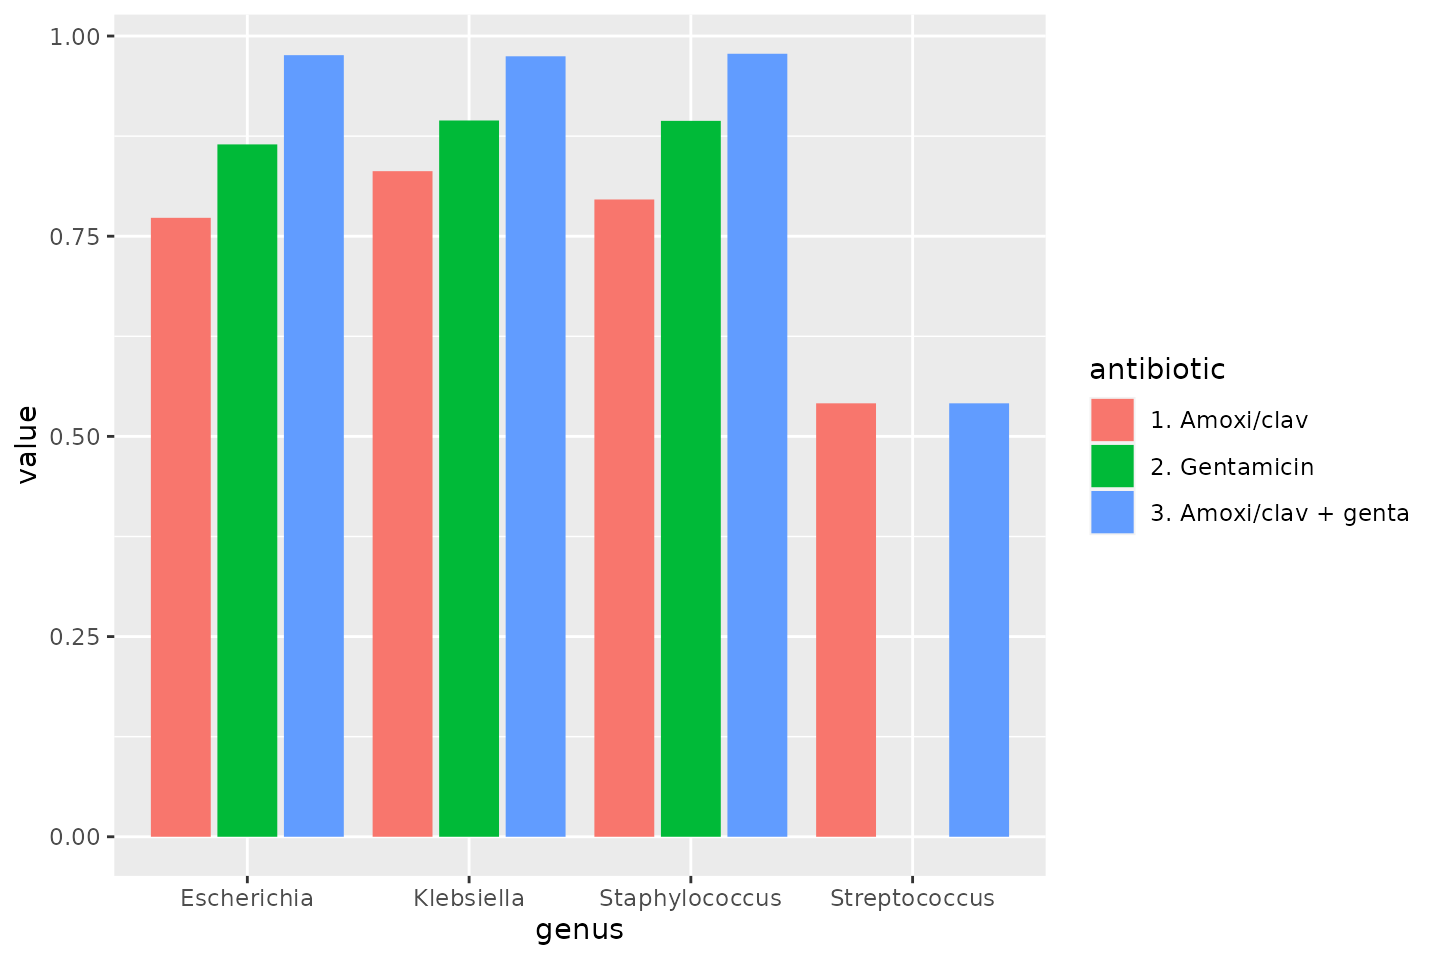 1.00
0.75
0.50
0.25
0.00
value
Escherichia Klebsiella Staphylococcus Streptococcus
genus
antibiotic
1. Amoxi/clav
2. Gentamicin
3. Amoxi/clav + genta